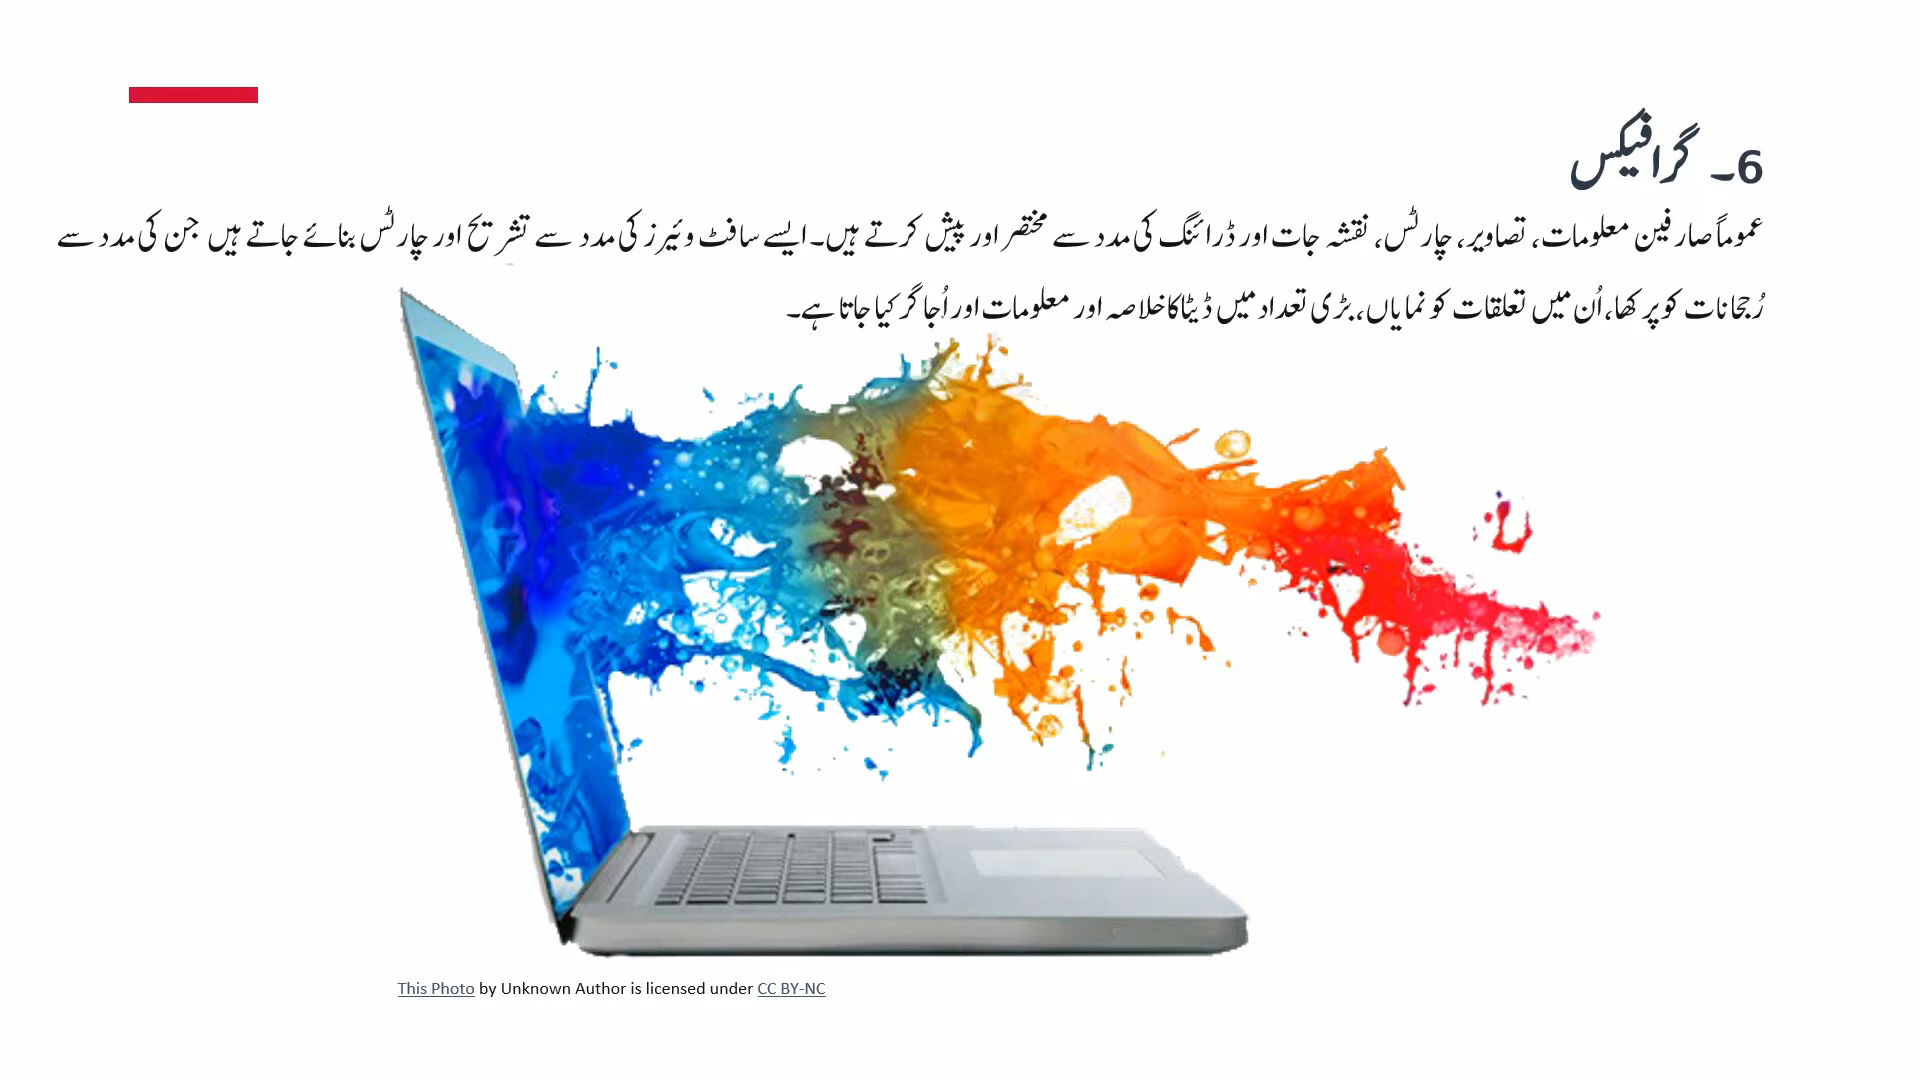 6۔ گرافیکس
عموماً صارفین معلومات، تصاویر، چارٹس، نقشہ جات اور ڈرائنگ کی مدد سے مختصر اور پیش کرتے ہیں۔ ایسے سافٹ وئیرز کی مدد سے تشریح اور چارٹس بنائے جاتے ہیں جن کی مدد سے
رُجحانات کو پرکھا، اُن میں تعلقات کو نمایاں، بڑی تعداد میں ڈیٹا کا خلاصہ اور معلومات اور اُجاگر کیا جاتا ہے۔
This Photo by Unknown Author is licensed under CC BY-NC